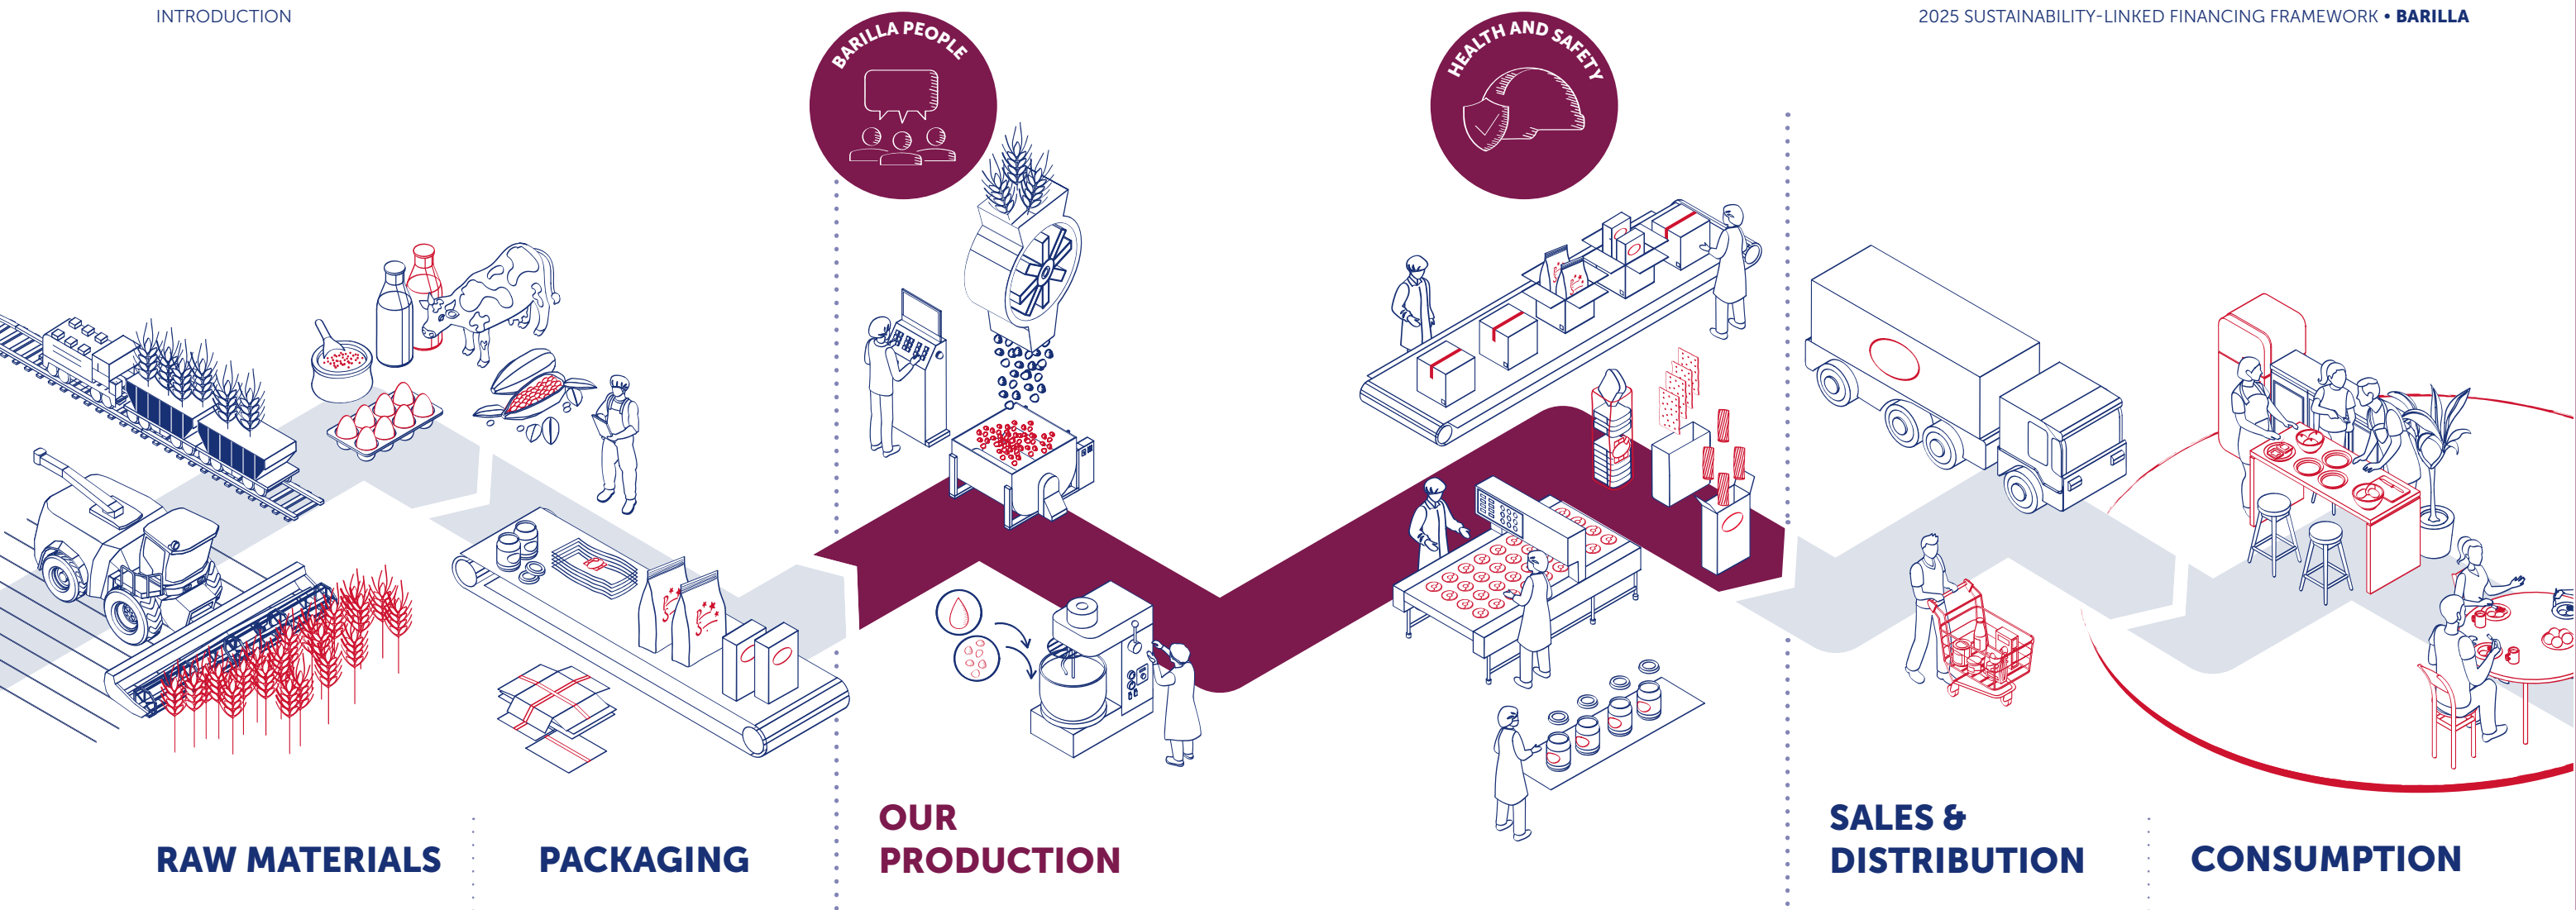 INTRODUCTION
2025 SUSTAINABILITY-LINKED FINANCING FRAMEWORK • BARILLA
BARILLA PEOPLE
HEALTH AND SAFETY
RAW MATERIALS
PACKAGING
OUR
PRODUCTION
SALES &
DISTRIBUTION
CONSUMPTION